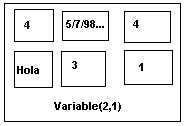 4 5/7/98... 4
Hola 3 1
Variable(2,1)